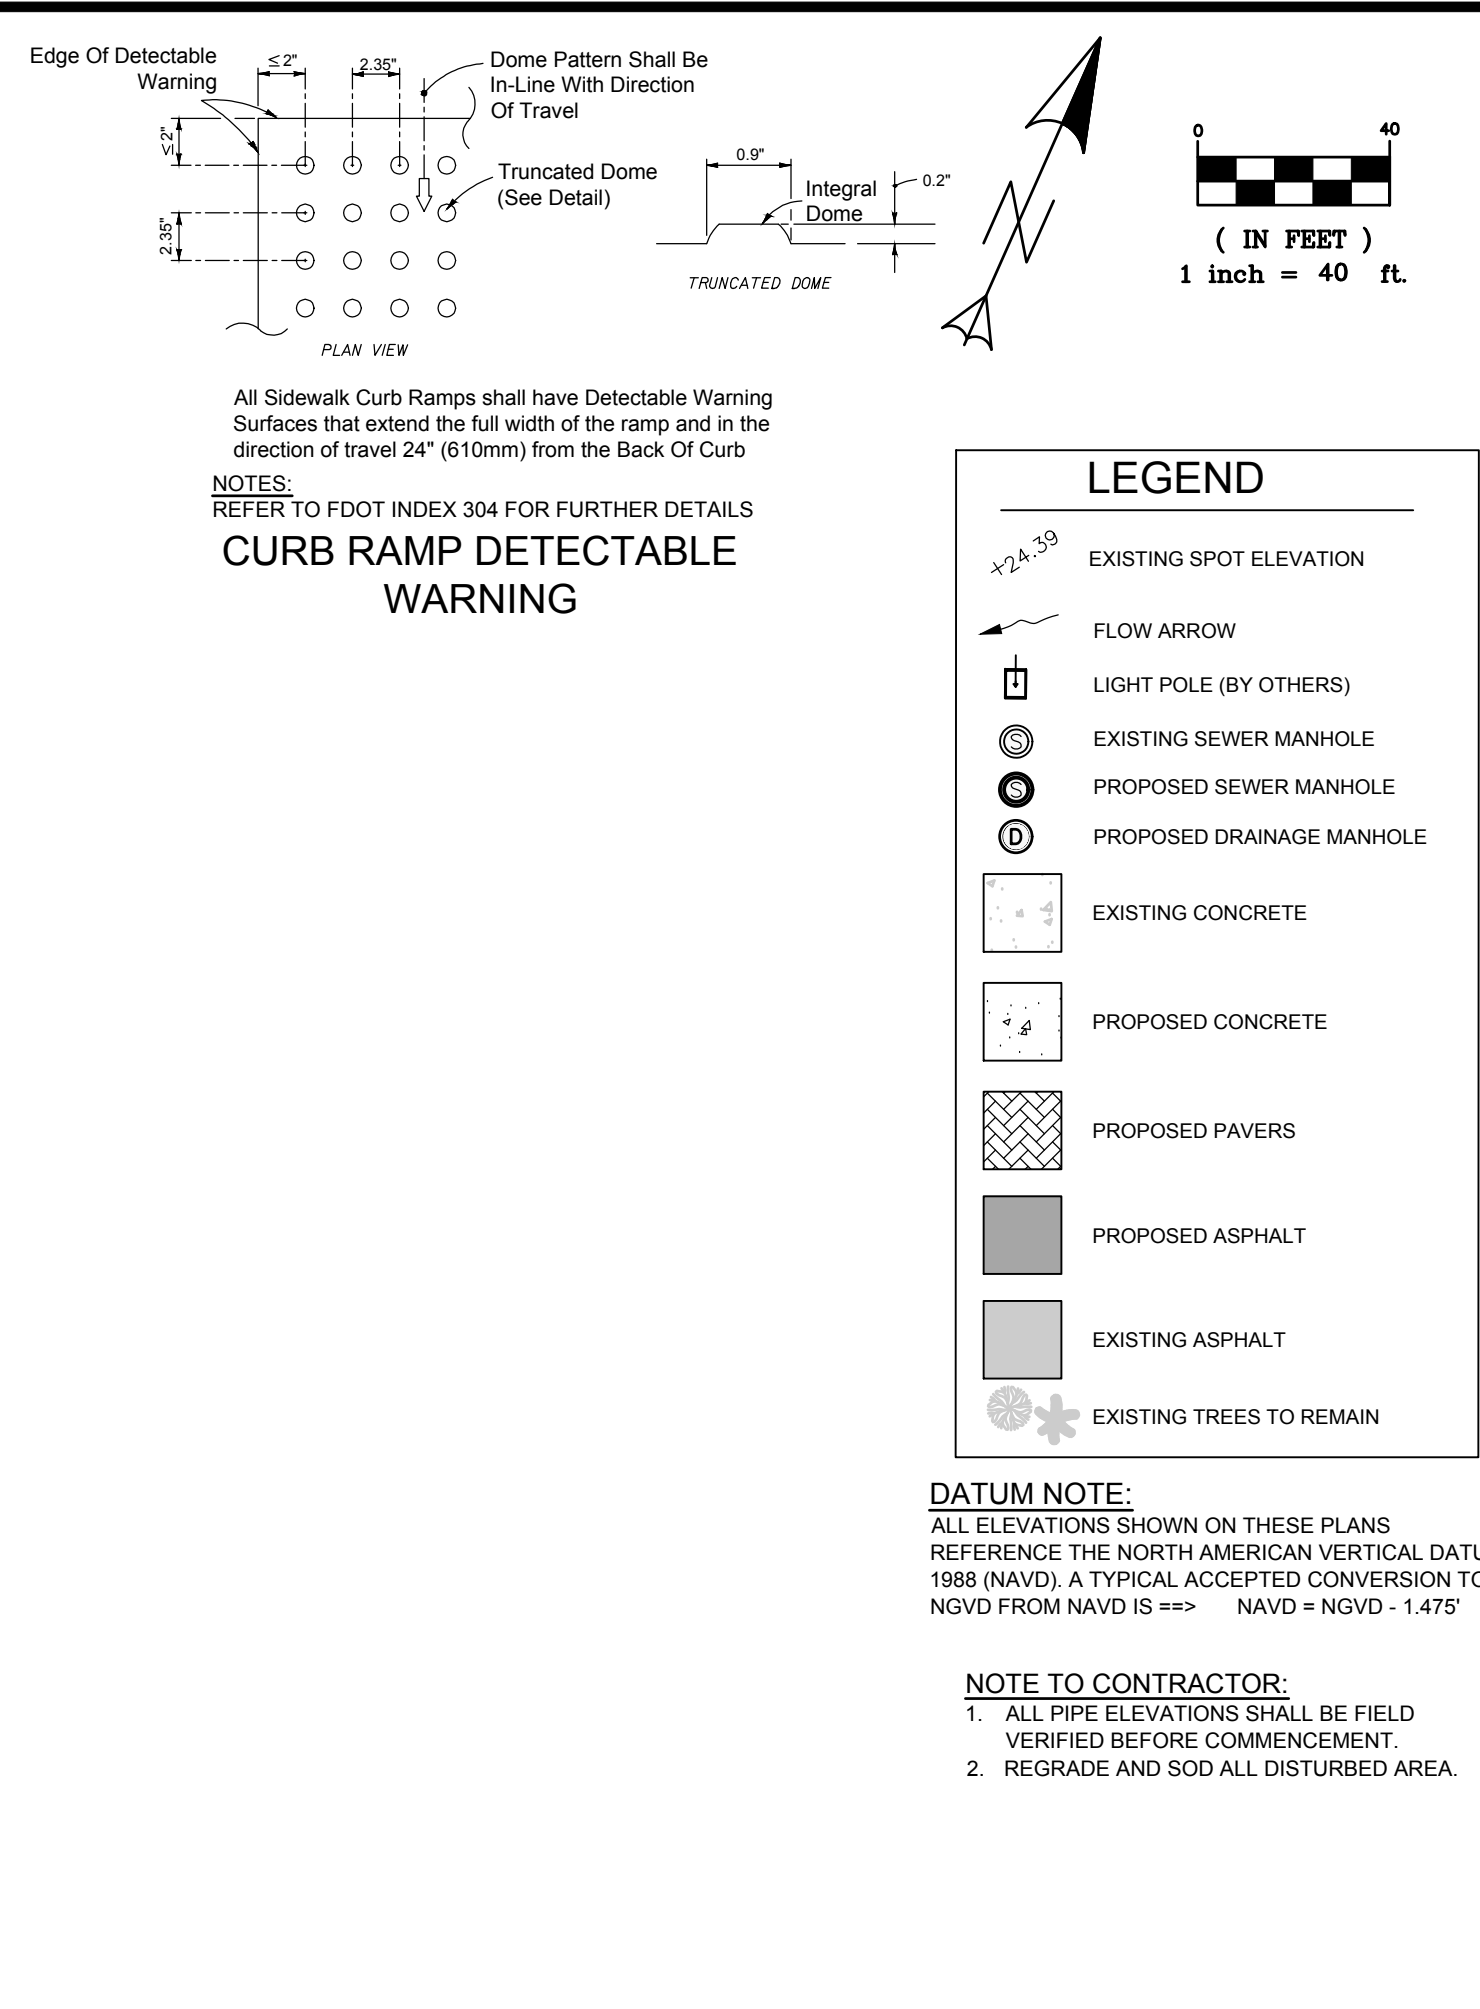 Edge Of Detectable
Warning
≤ 2"
2.35"
Dome Pattern Shall Be
In-Line With Direction
Of Travel
≤2"
2.35"
Truncated Dome
(See Detail)
PLAN VIEW
0.9"
Integral
Dome
0.2"
TRUNCATED DOME
0
40
( IN FEET )
1 inch = 40 ft.
All Sidewalk Curb Ramps shall have Detectable Warning
Surfaces that extend the full width of the ramp and in the
direction of travel 24" (610mm) from the Back Of Curb
NOTES:
REFER TO FDOT INDEX 304 FOR FURTHER DETAILS
CURB RAMP DETECTABLE
WARNING
LEGEND
+24.39
EXISTING SPOT ELEVATION
FLOW ARROW
LIGHT POLE (BY OTHERS)
S
EXISTING SEWER MANHOLE
S
PROPOSED SEWER MANHOLE
D
PROPOSED DRAINAGE MANHOLE
EXISTING CONCRETE
PROPOSED CONCRETE
PROPOSED PAVERS
PROPOSED ASPHALT
EXISTING ASPHALT
EXISTING TREES TO REMAIN
DATUM NOTE:
ALL ELEVATIONS SHOWN ON THESE PLANS
REFERENCE THE NORTH AMERICAN VERTICAL DATU
1988 (NAVD). A TYPICAL ACCEPTED CONVERSION TO
NGVD FROM NAVD IS ==> NAVD = NGVD - 1.475'
NOTE TO CONTRACTOR:
1. ALL PIPE ELEVATIONS SHALL BE FIELD
VERIFIED BEFORE COMMENCEMENT.
2. REGRADE AND SOD ALL DISTURBED AREA.